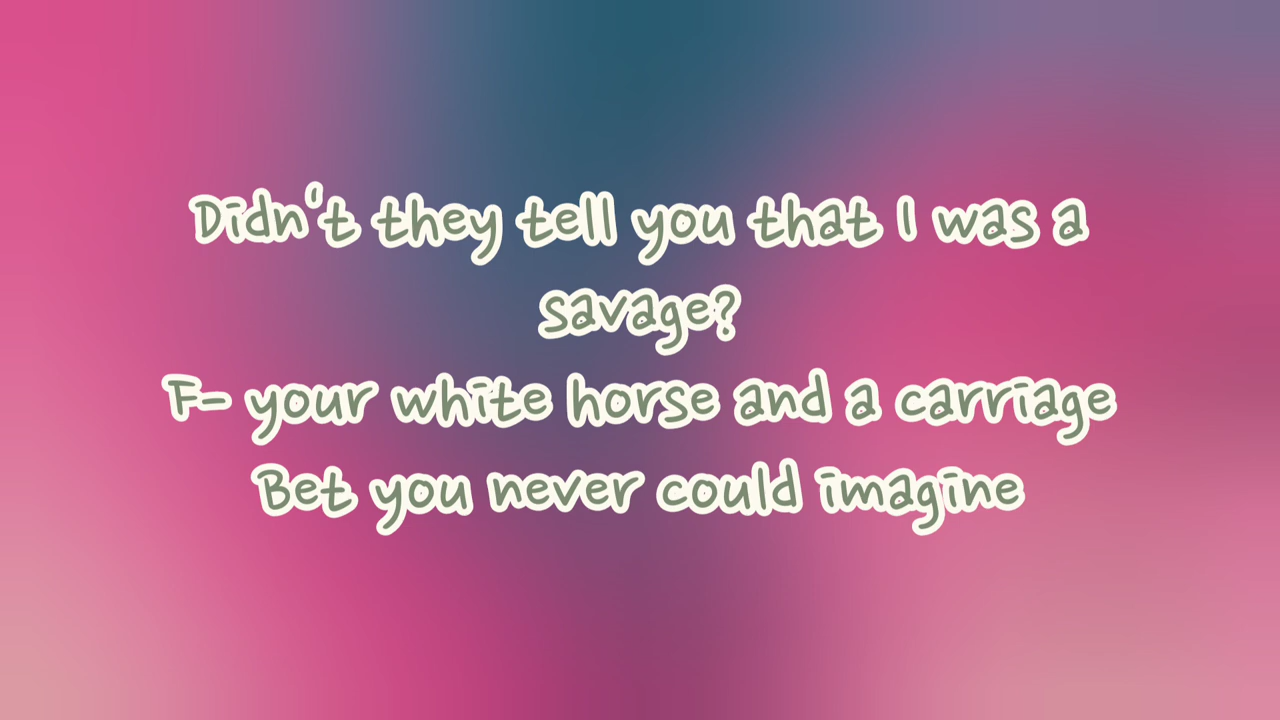 Didn't they tell you that I was a
savage?
F- your white horse and a carriage
Bet you never could imagine